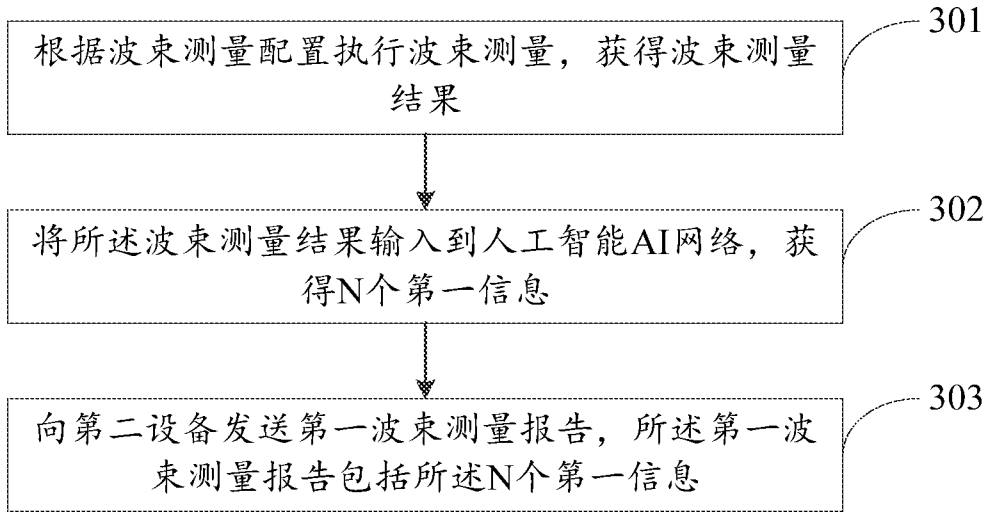 301
根据波束测量配置执行波束测量，获得波束测量
结果
302
将所述波束测量结果输入到人工智能AI网络，获
得N个第一信息
303
向第二设备发送第一波束测量报告，所述第一波
束测量报告包括所述N个第一信息